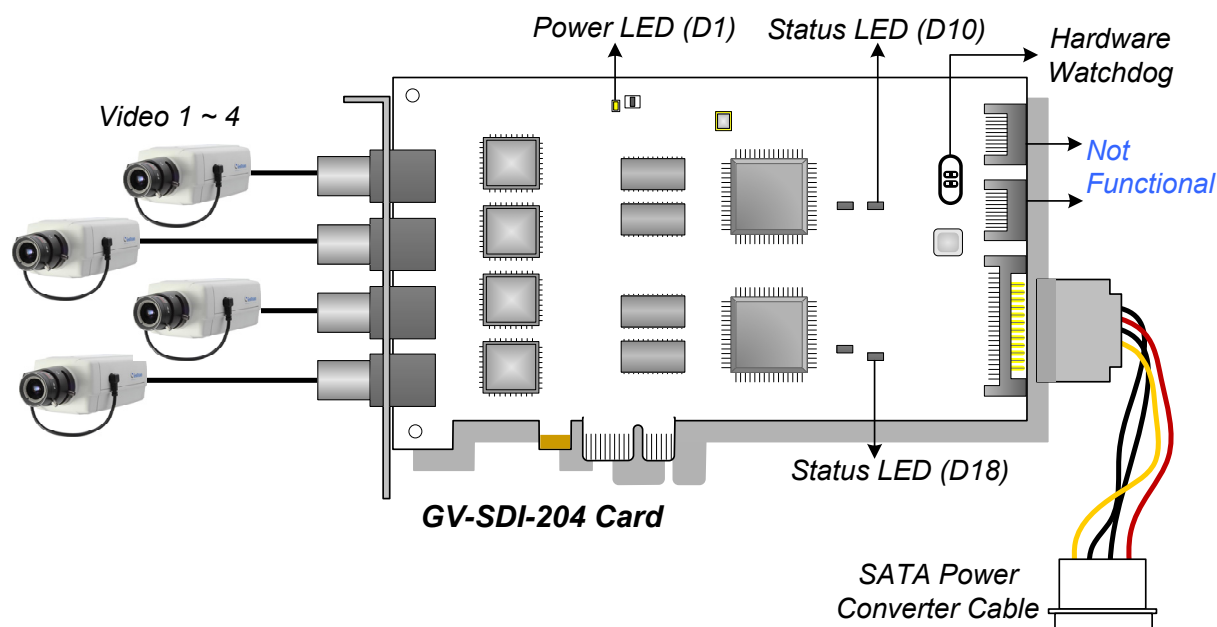 Power LED (D1)
Status LED (D10)
Hardware
Watchdog
Video 1 ~ 4
Not
Functional
Status LED (D18)
GV-SDI-204 Card
SATA Power
Converter Cable